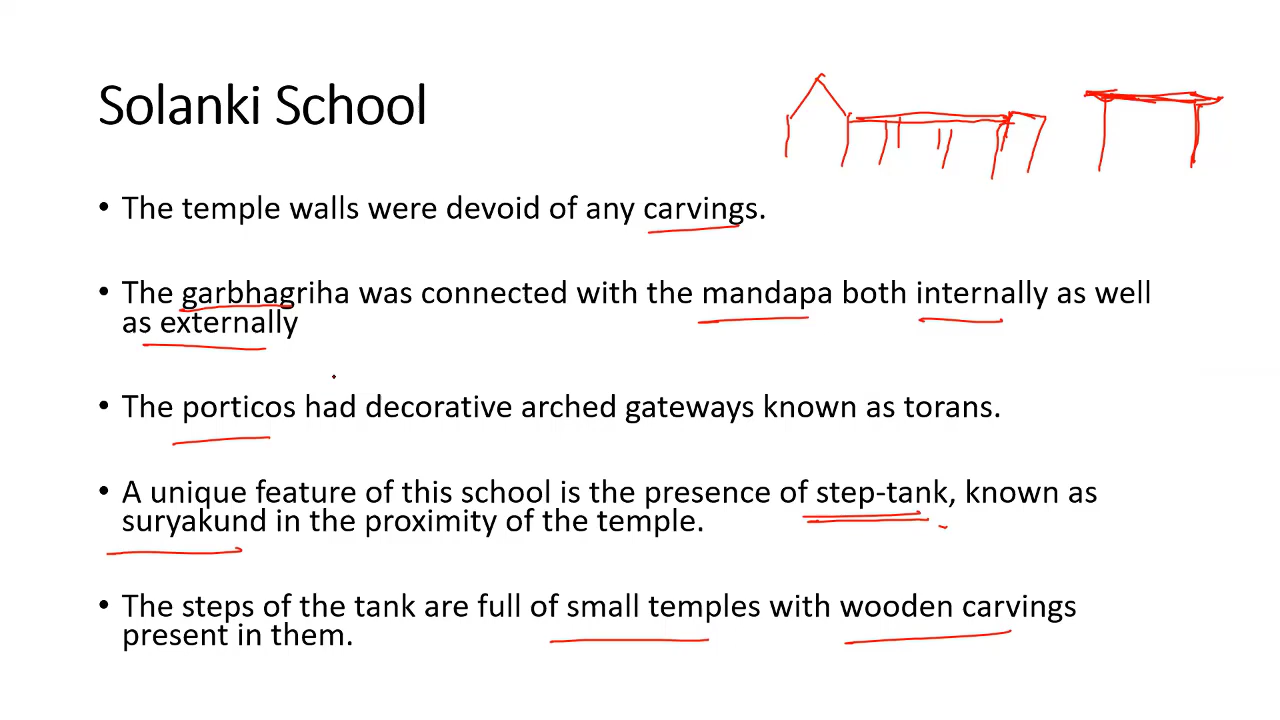 Solanki School
• The temple walls were devoid of any carvings.
• The garbhagriha was connected with the mandapa both internally as well
as externally
• The porticos had decorative arched gateways known as torans.
• A unique feature of this school is the presence of step-tank, known as
suryakund in the proximity of the temple.
• The steps of the tank are full of small temples with wooden carvings
present in them.